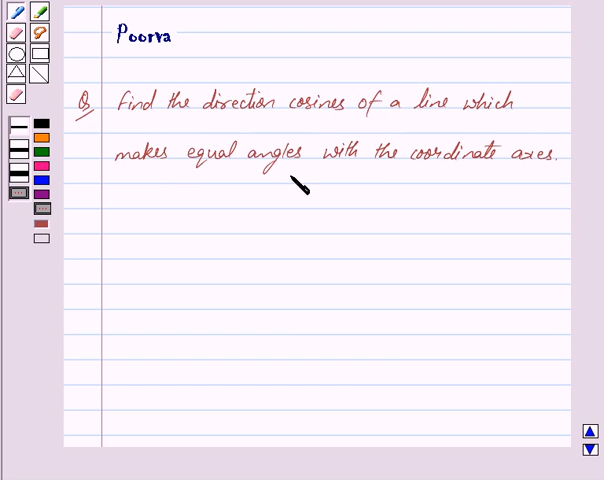 Poorva
Q Find the direction cosines of a line which
makes equal angles with the coordinate axes.